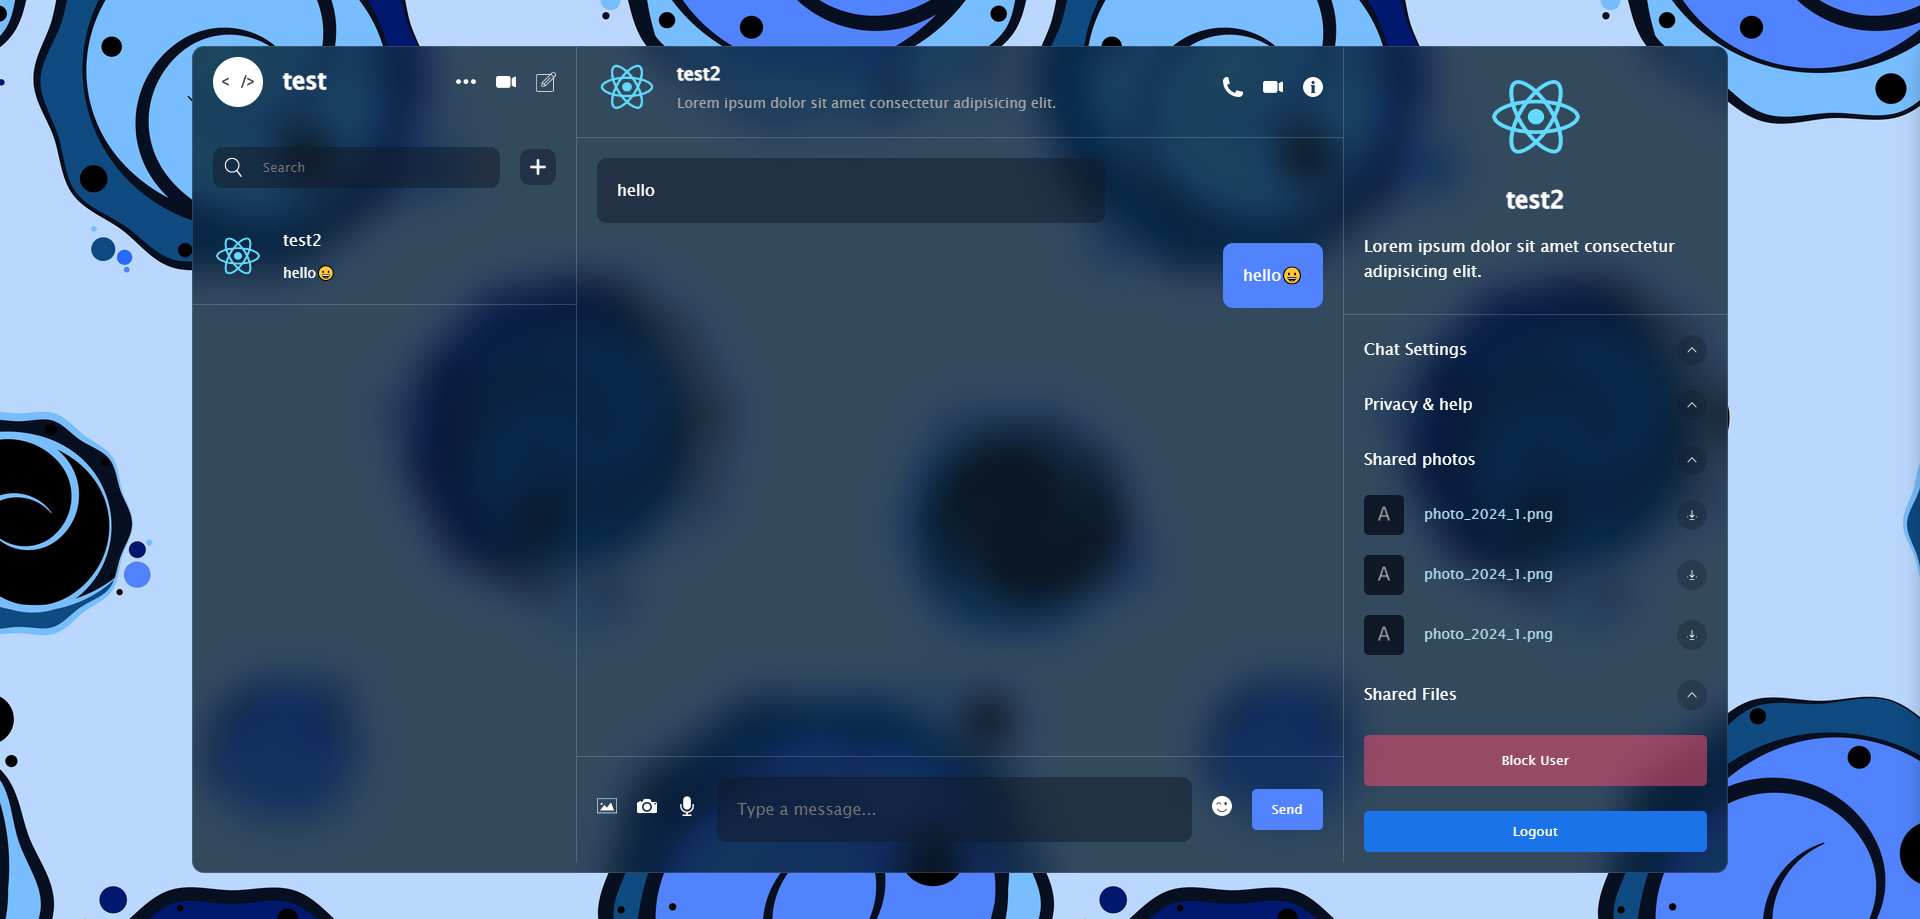 < /> test
Search
test2
hello😀
test2
Lorem ipsum dolor sit amet consectetur adipisicing elit.
hello
hello😀
Type a message...
Send
test2
Lorem ipsum dolor sit amet consectetur
adipisicing elit.
Chat Settings
Privacy & help
Shared photos
A photo_2024_1.png
A photo_2024_1.png
A photo_2024_1.png
Shared Files
Block User
Logout